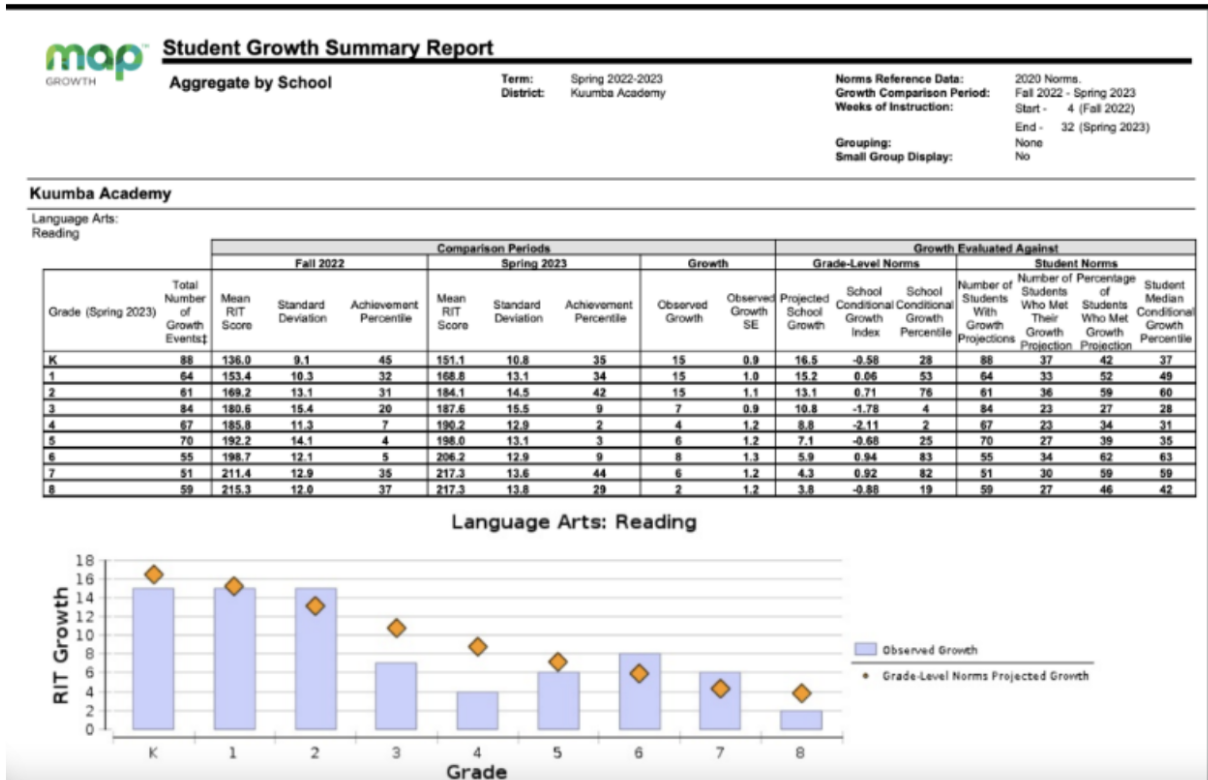 map™
GROWTH
Student Growth Summary Report
Aggregate by School
Term: Spring 2022-2023
District: Kuumba Academy
Norms Reference Data: 2020 Norms.
Growth Comparison Period: Fall 2022 - Spring 2023
Weeks of Instruction: Start - 4 (Fall 2022)
End - 32 (Spring 2023)
Grouping: None
Small Group Display: No
Kuumba Academy
Language Arts:
Reading
Comparison Periods Growth Evaluated Against
Fall 2022 Spring 2023 Growth Grade-Level Norms Student Norms
Grade (Spring 2023) Total Number of Growth Events‡ Mean RIT Score Standard Deviation Achievement Percentile Mean RIT Score Standard Deviation Achievement Percentile Observed Growth Observed Growth SE Projected School Growth School Conditional Growth Index School Conditional Growth Percentile Number of Students With Growth Projections Number of Students Who Met Their Growth Projection Percentage of Students Who Met Growth Projection Student Median Conditional Growth Percentile
K 88 136.0 9.1 45 151.1 10.8 35 15 0.9 16.5 -0.58 28 88 37 42 37
1 64 153.4 10.3 32 168.8 13.1 34 15 1.0 15.2 0.06 53 64 33 52 49
2 61 169.2 13.1 31 184.1 14.5 42 15 1.1 13.1 0.71 76 61 36 59 60
3 84 180.6 15.4 20 187.6 15.5 9 7 0.9 10.8 -1.78 4 84 23 27 28
4 67 185.8 11.3 7 190.2 12.9 2 4 1.2 8.8 -2.11 2 67 23 34 31
5 70 192.2 14.1 4 198.0 13.1 3 6 1.2 7.1 -0.68 25 70 27 39 35
6 55 198.7 12.1 5 206.2 12.9 9 8 1.3 5.9 0.94 83 55 34 62 63
7 51 211.4 12.9 35 217.3 13.6 44 6 1.2 4.3 0.92 82 51 30 59 59
8 59 215.3 12.0 37 217.3 13.8 29 2 1.2 3.8 -0.88 19 59 27 46 42
Language Arts: Reading
RIT Growth
18
16
14
12
10
8
6
4
2
0
K 1 2 3 4 5 6 7 8
Grade
Observed Growth
Grade-Level Norms Projected Growth